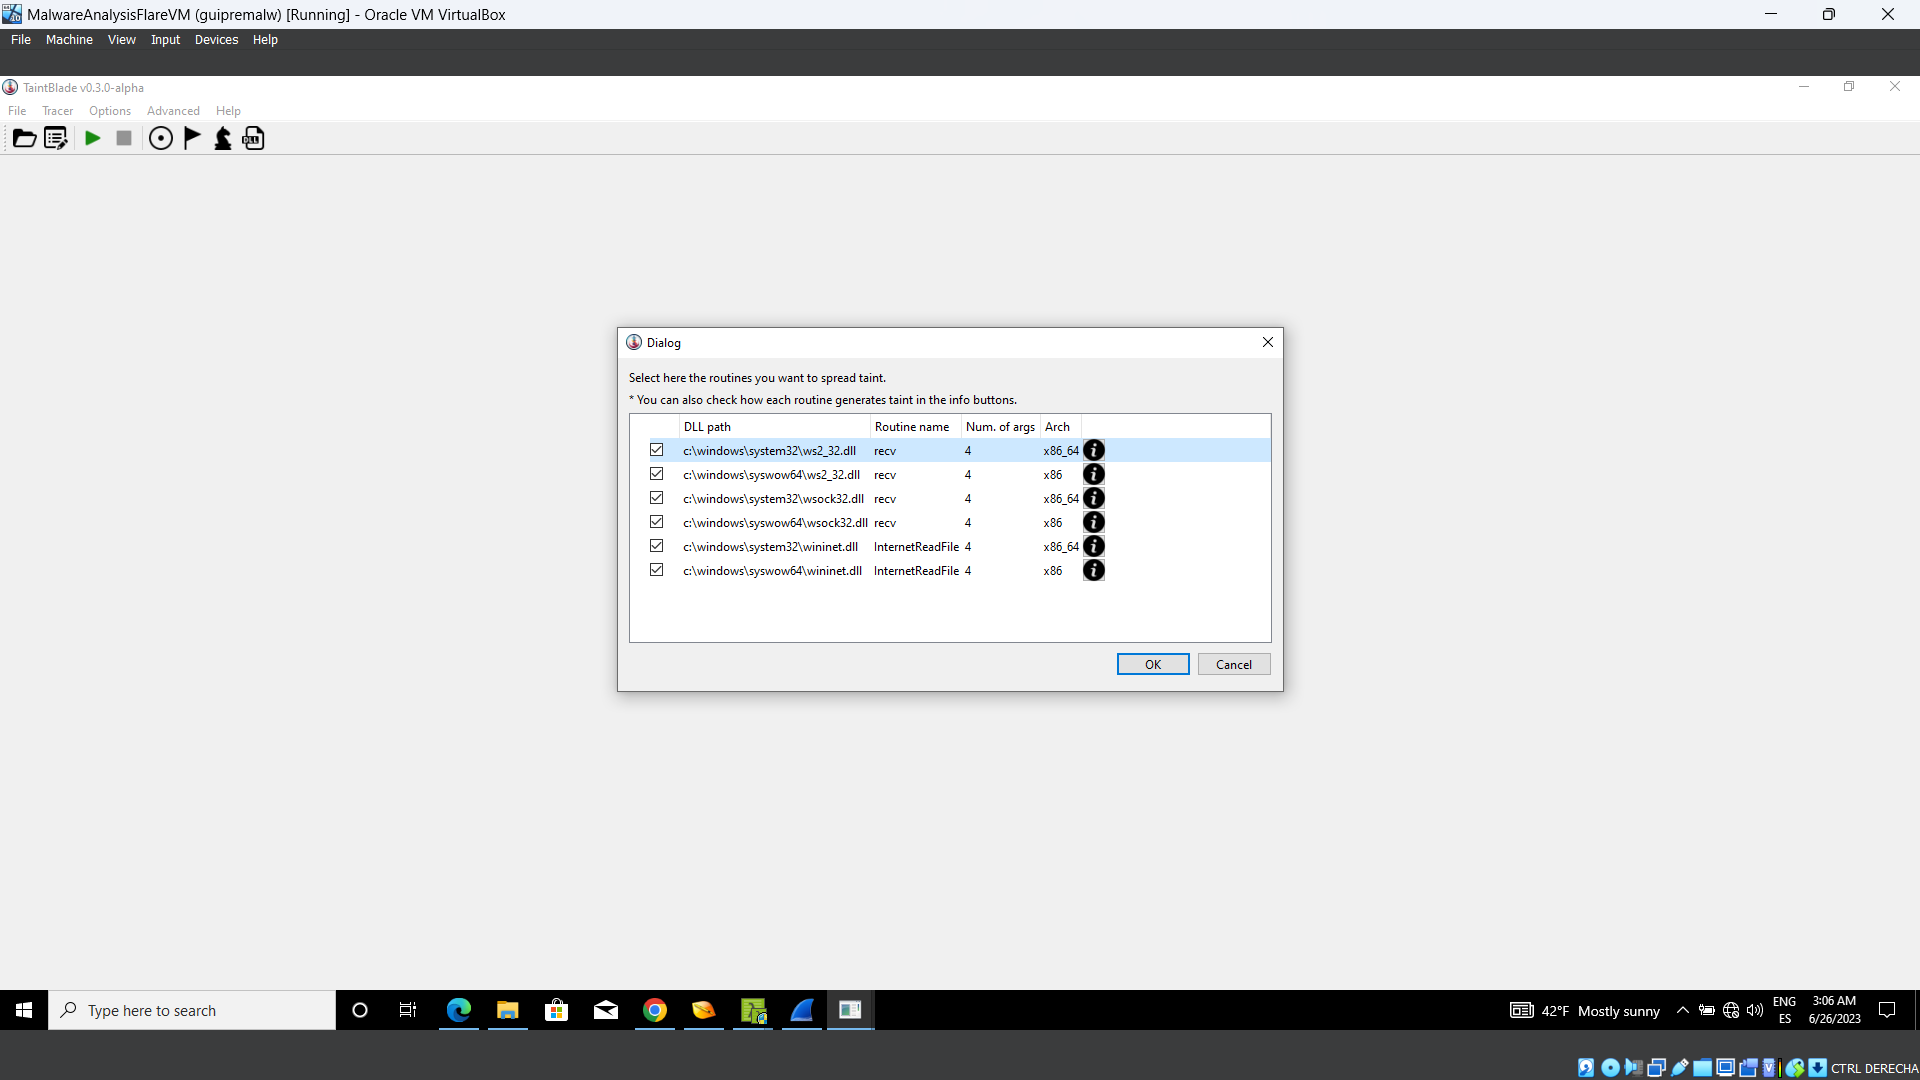 MalwareAnalysisFlareVM (guipremalw) [Running] - Oracle VM VirtualBox
File Machine View Input Devices Help
TaintBlade v0.3.0-alpha
File Tracer Options Advanced Help
DLL
Dialog
Select here the routines you want to spread taint.
* You can also check how each routine generates taint in the info buttons.
DLL path Routine name Num. of args Arch
c:\windows\system32\ws2_32.dll recv 4 x86_64
c:\windows\syswow64\ws2_32.dll recv 4 x86
c:\windows\system32\wsock32.dll recv 4 x86_64
c:\windows\syswow64\wsock32.dll recv 4 x86
c:\windows\system32\wininet.dll InternetReadFile 4 x86_64
c:\windows\syswow64\wininet.dll InternetReadFile 4 x86
OK Cancel
Type here to search
42°F Mostly sunny
ENG
ES
3:06 AM
6/26/2023
CTRL DERECHA